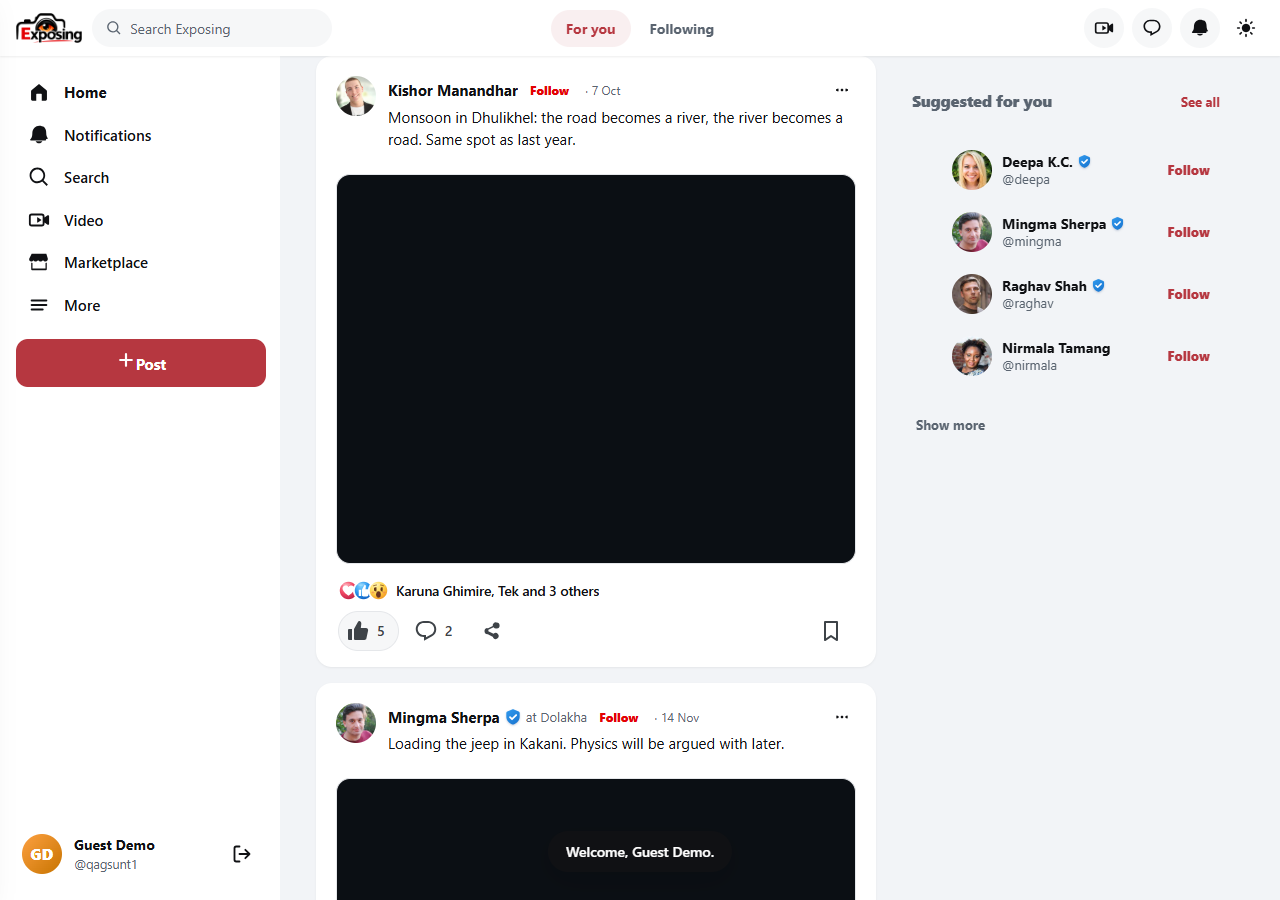 Exposing
Search Exposing
For you
Following
Home
Notifications
Search
Video
Marketplace
More
+ Post
Guest Demo
@qagsunt1
GD
Kishor Manandhar Follow · 7 Oct
Monsoon in Dhulikhel: the road becomes a river, the river becomes a
road. Same spot as last year.
Karuna Ghimire, Tek and 3 others
5
2
Mingma Sherpa at Dolakha Follow · 14 Nov
Loading the jeep in Kakani. Physics will be argued with later.
Welcome, Guest Demo.
Suggested for you
See all
Deepa K.C.
@deepa
Follow
Mingma Sherpa
@mingma
Follow
Raghav Shah
@raghav
Follow
Nirmala Tamang
@nirmala
Follow
Show more